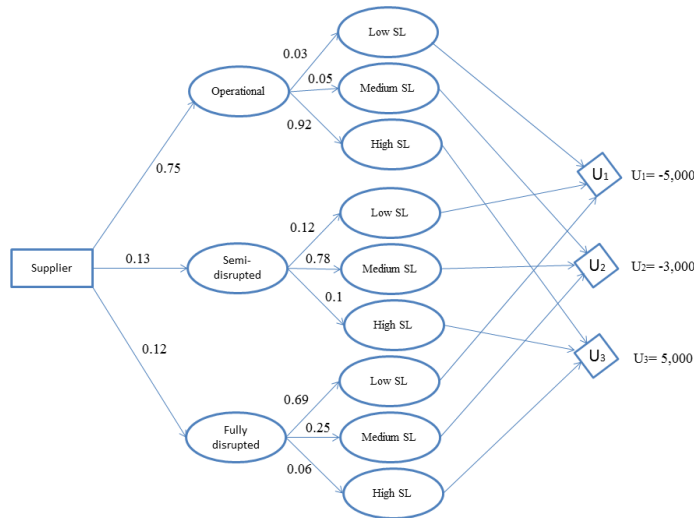 Low SL
0.03
Operational
0.05
Medium SL
0.92
High SL
0.75
U1
U1= -5,000
0.12
Low SL
Supplier
0.13
Semi-
disrupted
0.78
Medium SL
U2
U2= -3,000
0.1
High SL
0.12
U3
U3= 5,000
Low SL
0.69
Fully
disrupted
0.25
Medium SL
0.06
High SL